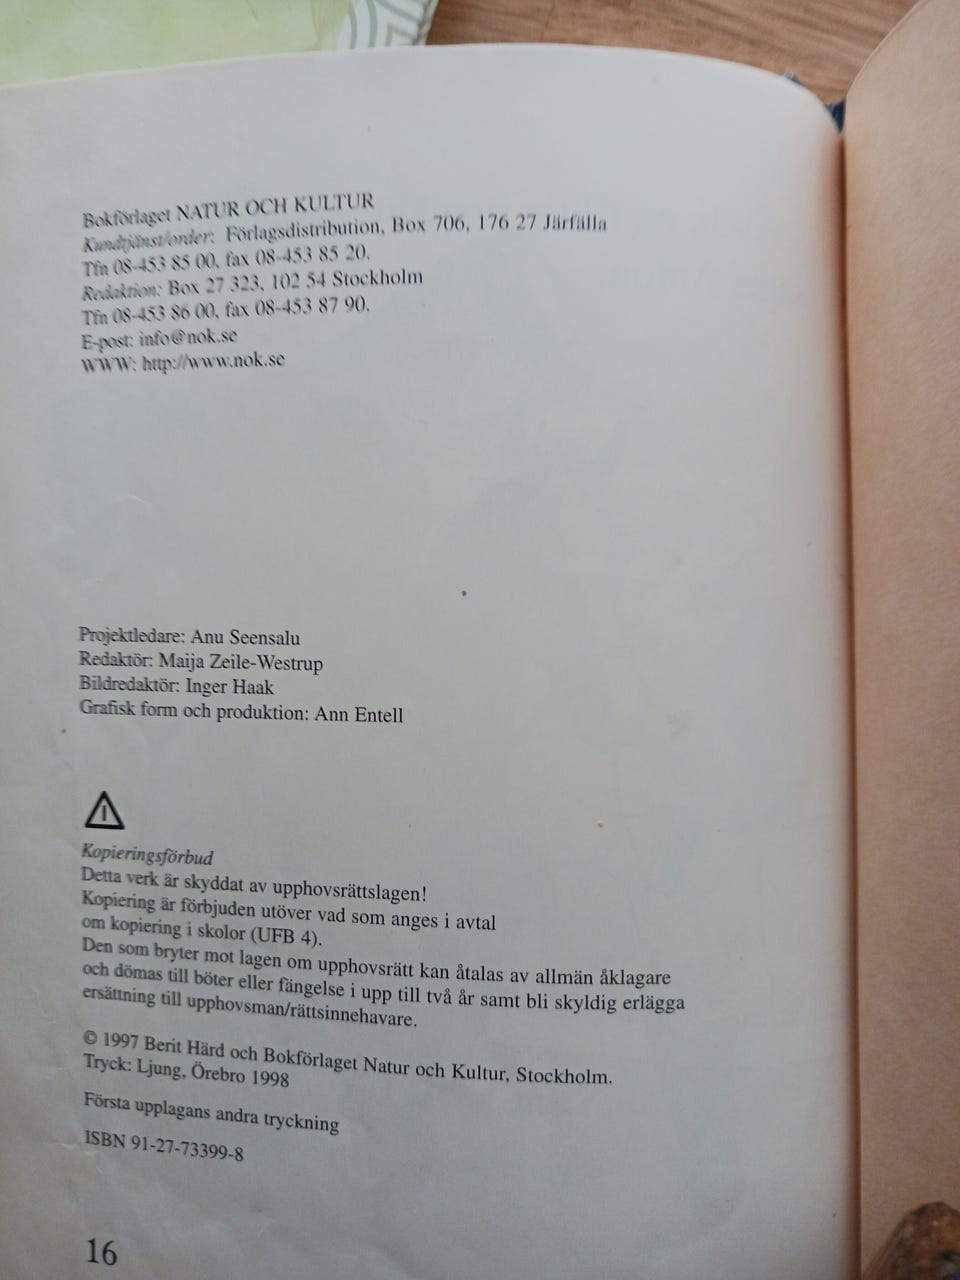 Bokförlaget NATUR OCH KULTUR
Kundtjänst/order: Förlagsdistribution, Box 706, 176 27 Järfälla
Tfn 08-453 85 00, fax 08-453 85 20.
Redaktion: Box 27 323, 102 54 Stockholm
Tfn 08-453 86 00, fax 08-453 87 90.
E-post: info@nok.se
WWW: http://www.nok.se
Projektledare: Anu Seensalu
Redaktör: Maija Zeile-Westrup
Bildredaktör: Inger Haak
Grafisk form och produktion: Ann Entell
Kopieringsförbud
Detta verk är skyddat av upphovsrättslagen!
Kopiering är förbjuden utöver vad som anges i avtal
om kopiering i skolor (UFB 4).
Den som bryter mot lagen om upphovsrätt kan åtalas av allmän åklagare
och dömas till böter eller fängelse i upp till två år samt bli skyldig erlägga
ersättning till upphovsman/rättsinnehavare.
© 1997 Berit Härd och Bokförlaget Natur och Kultur, Stockholm.
Tryck: Ljung, Örebro 1998
Första upplagans andra tryckning
ISBN 91-27-73399-8
16